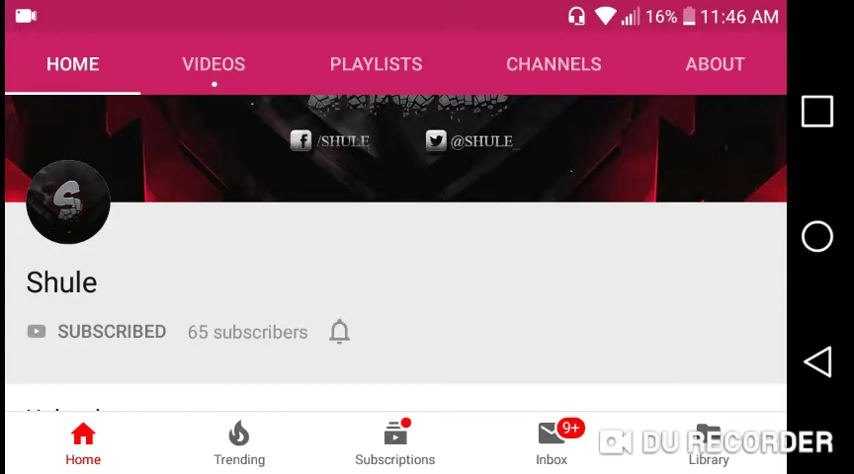 16% 11:46 AM
HOME VIDEOS PLAYLISTS CHANNELS ABOUT
/SHULE @SHULE_
S
Shule
SUBSCRIBED 65 subscribers
9+
Home Trending Subscriptions Inbox Library
DU RECORDER